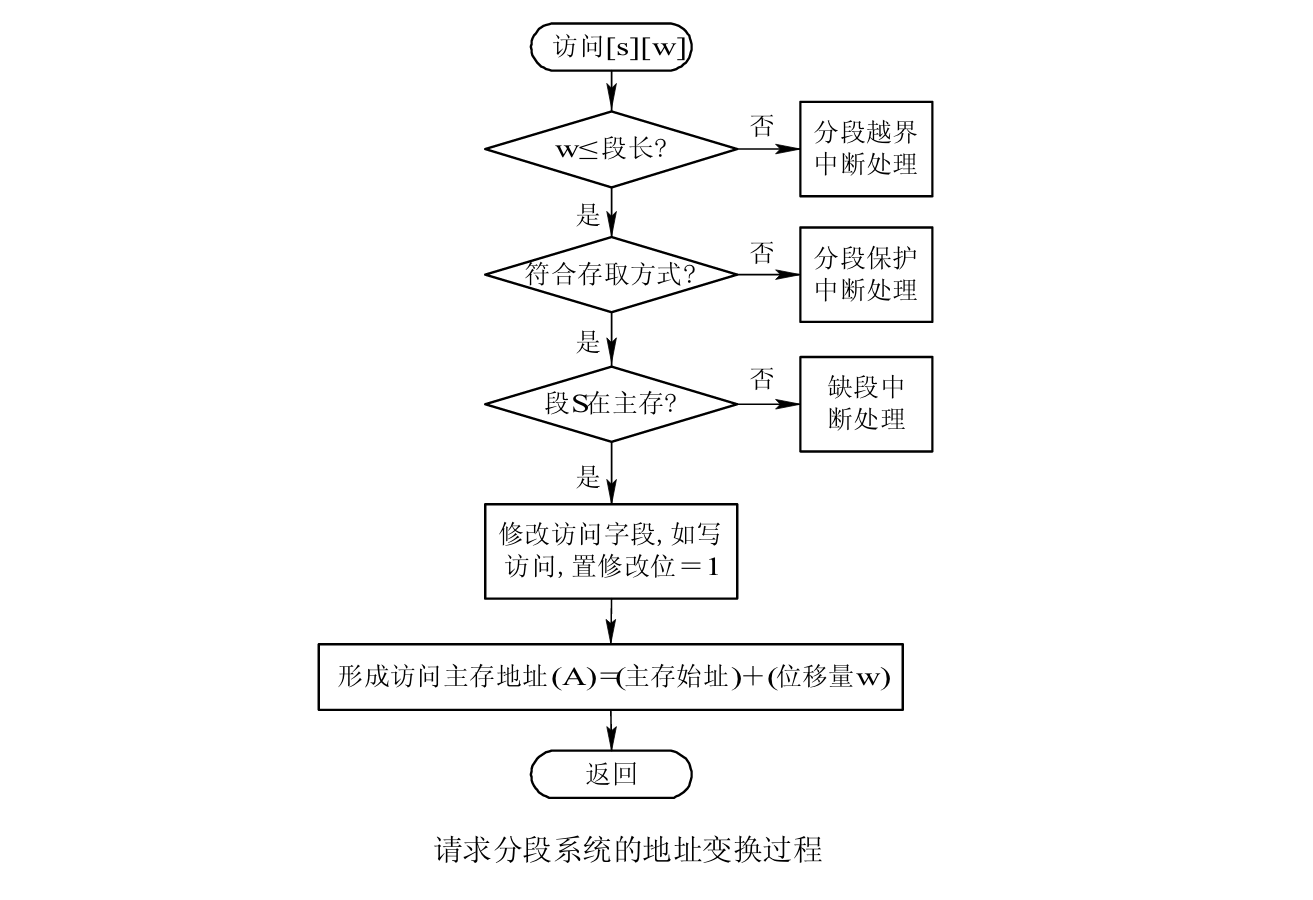 访问[s][w]
w≤段长?
否
分段越界
中断处理
是
符合存取方式?
否
分段保护
中断处理
是
段S在主存?
否
缺段中
断处理
是
修改访问字段,如写
访问,置修改位=1
形成访问主存地址(A)=(主存始址)+(位移量w)
返回
请求分段系统的地址变换过程